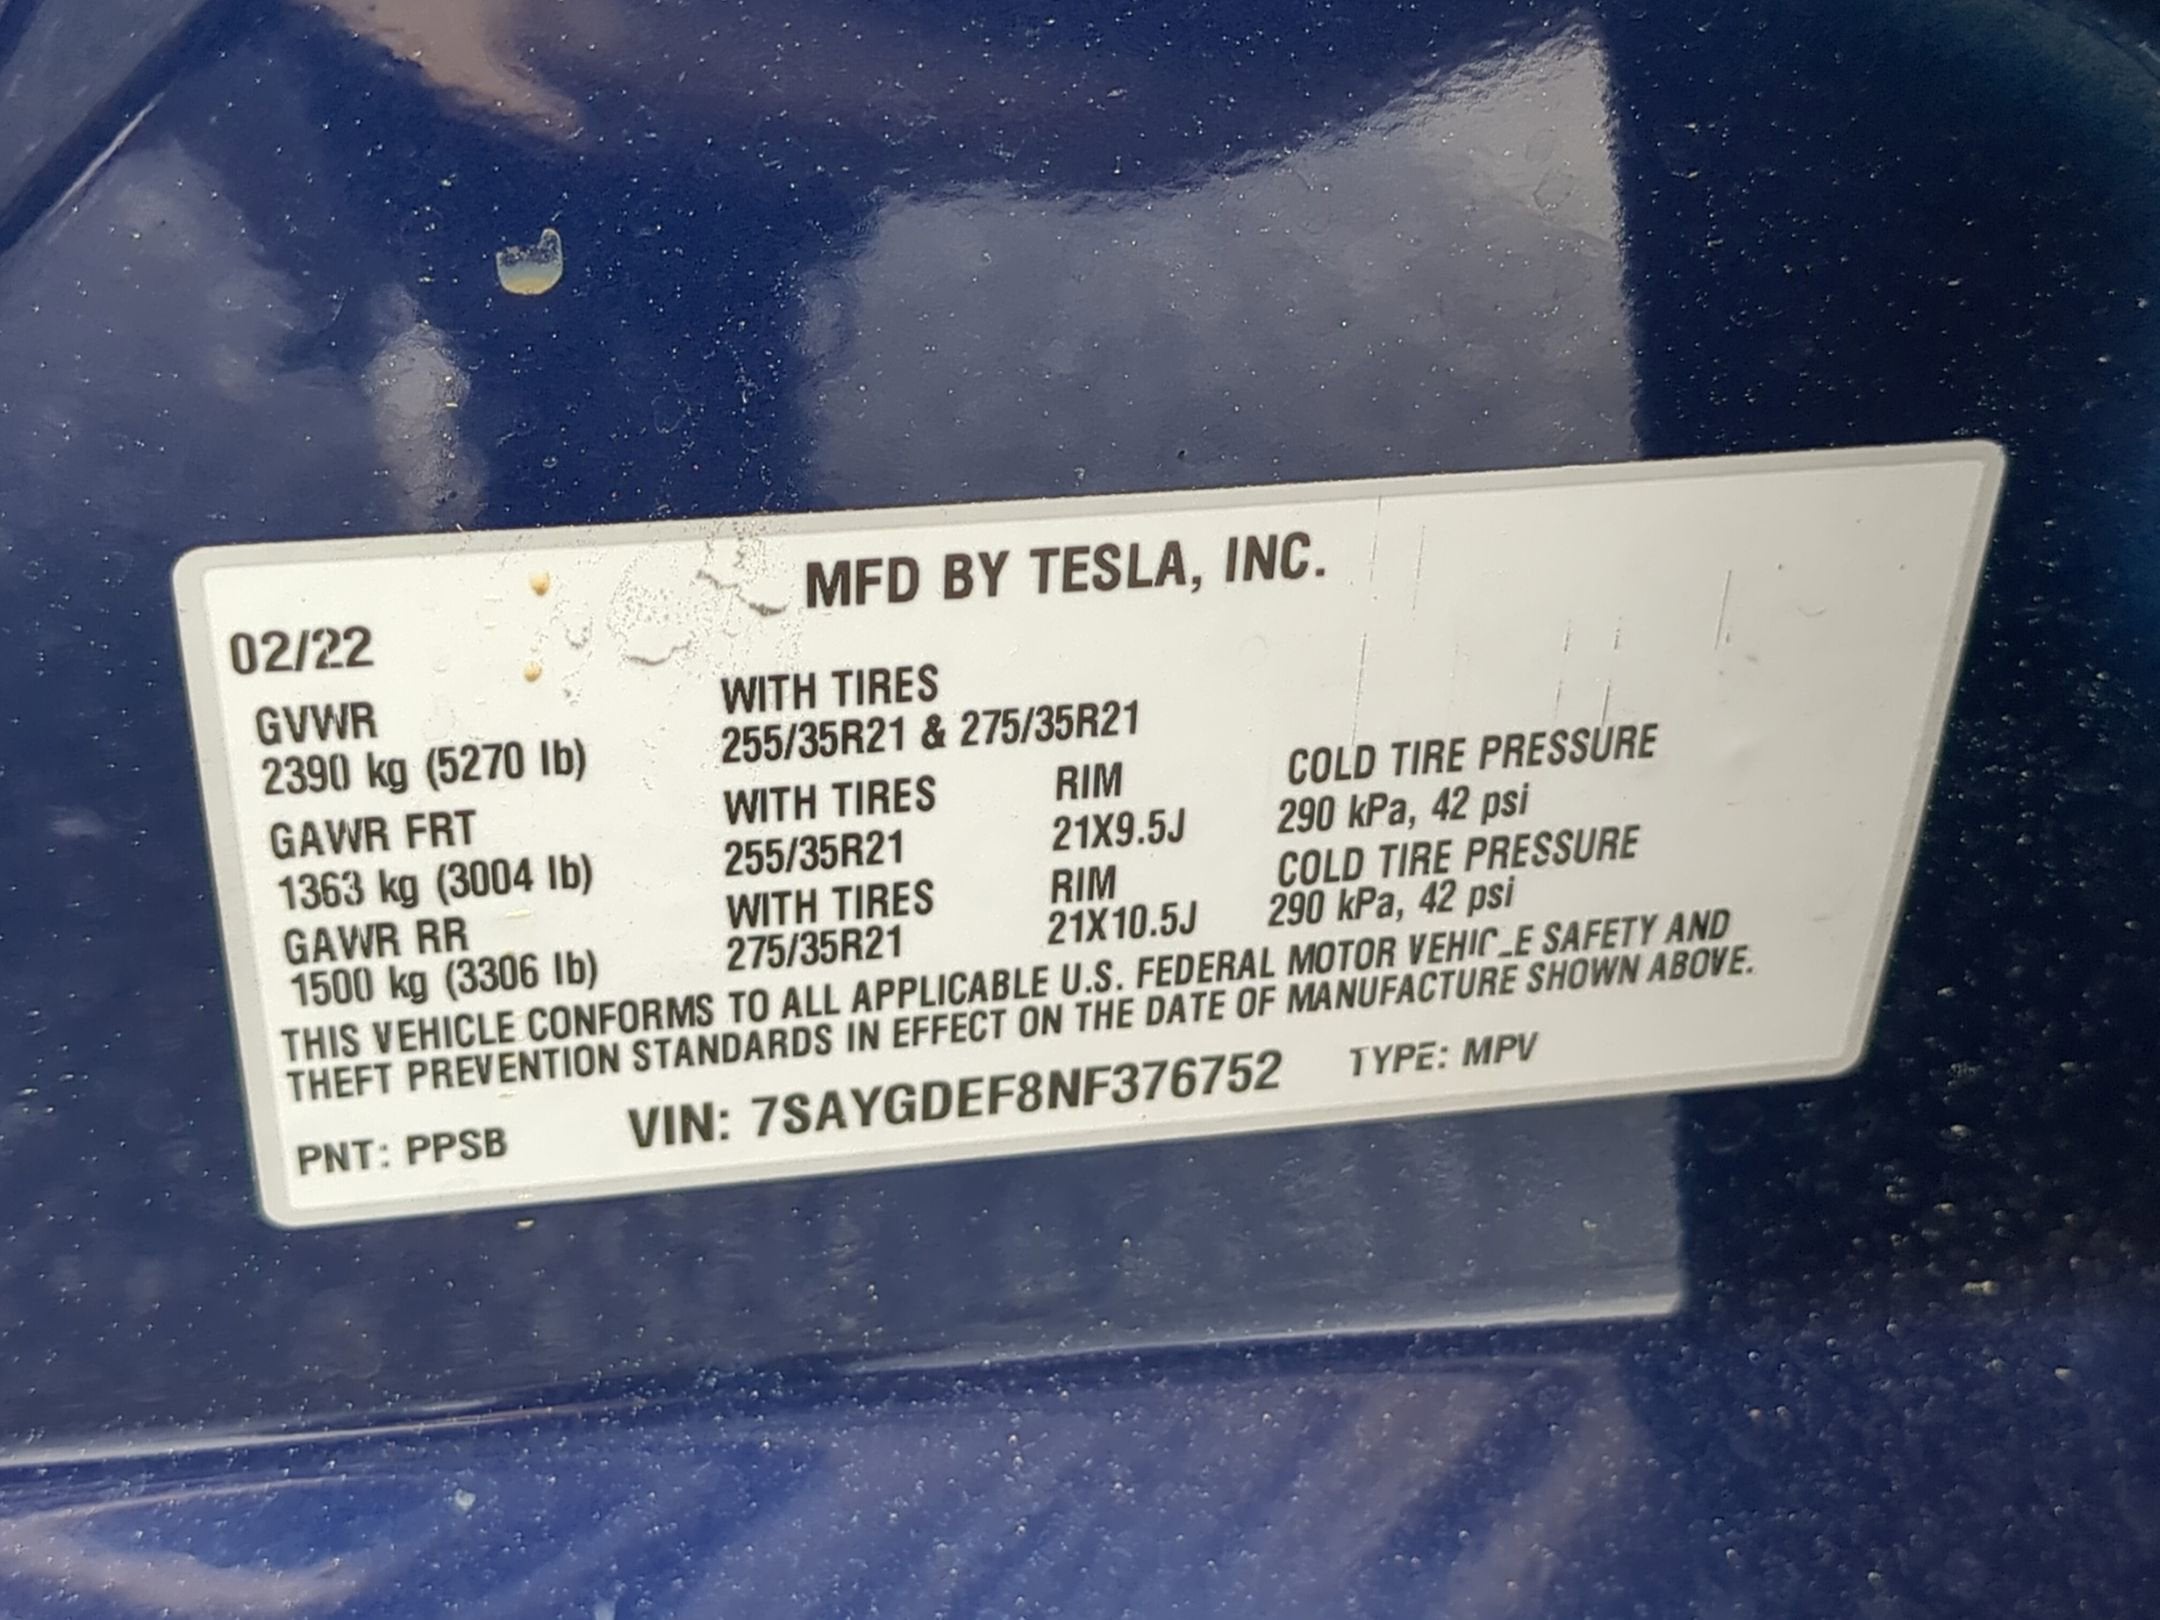 MFD BY TESLA, INC.
02/22
GVWR WITH TIRES
2390 kg (5270 lb) 255/35R21 & 275/35R21
GAWR FRT WITH TIRES RIM COLD TIRE PRESSURE
1363 kg (3004 lb) 255/35R21 21X9.5J 290 kPa, 42 psi
GAWR RR WITH TIRES RIM COLD TIRE PRESSURE
1500 kg (3306 lb) 275/35R21 21X10.5J 290 kPa, 42 psi
THIS VEHICLE CONFORMS TO ALL APPLICABLE U.S. FEDERAL MOTOR VEHICLE SAFETY AND
THEFT PREVENTION STANDARDS IN EFFECT ON THE DATE OF MANUFACTURE SHOWN ABOVE.
PNT: PPSB VIN: 7SAYGDEF8NF376752 TYPE: MPV